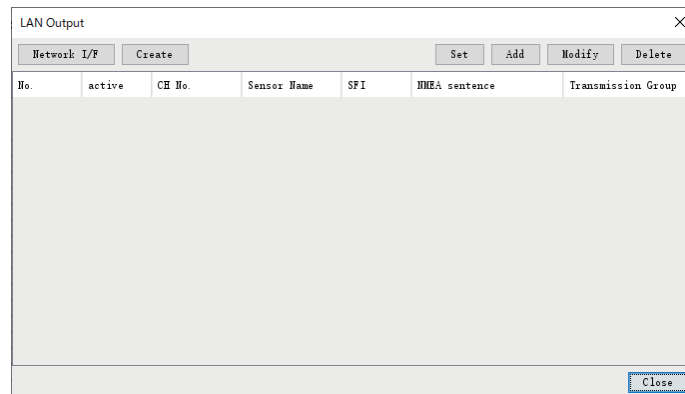 LAN Output
Network I/F Create Set Add Modify Delete
No. active CH No. Sensor Name SFI NMEA sentence Transmission Group
Close